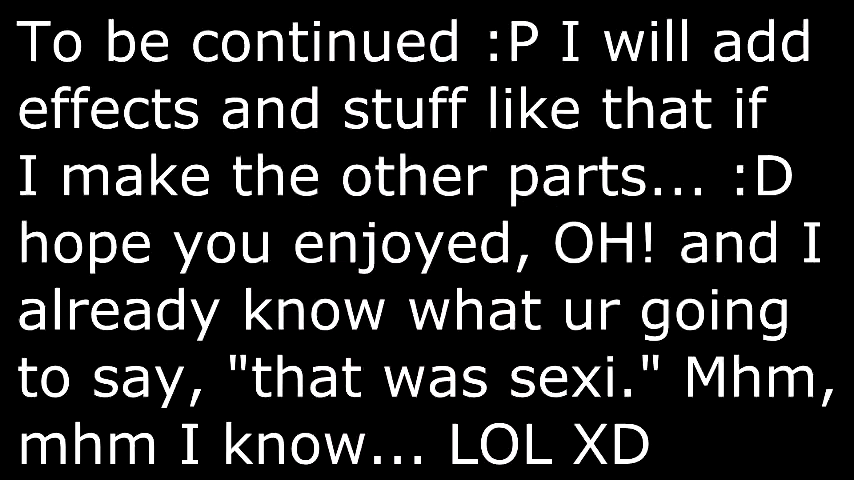 To be continued :P I will add
effects and stuff like that if
I make the other parts... :D
hope you enjoyed, OH! and I
already know what ur going
to say, "that was sexi." Mhm,
mhm I know... LOL XD